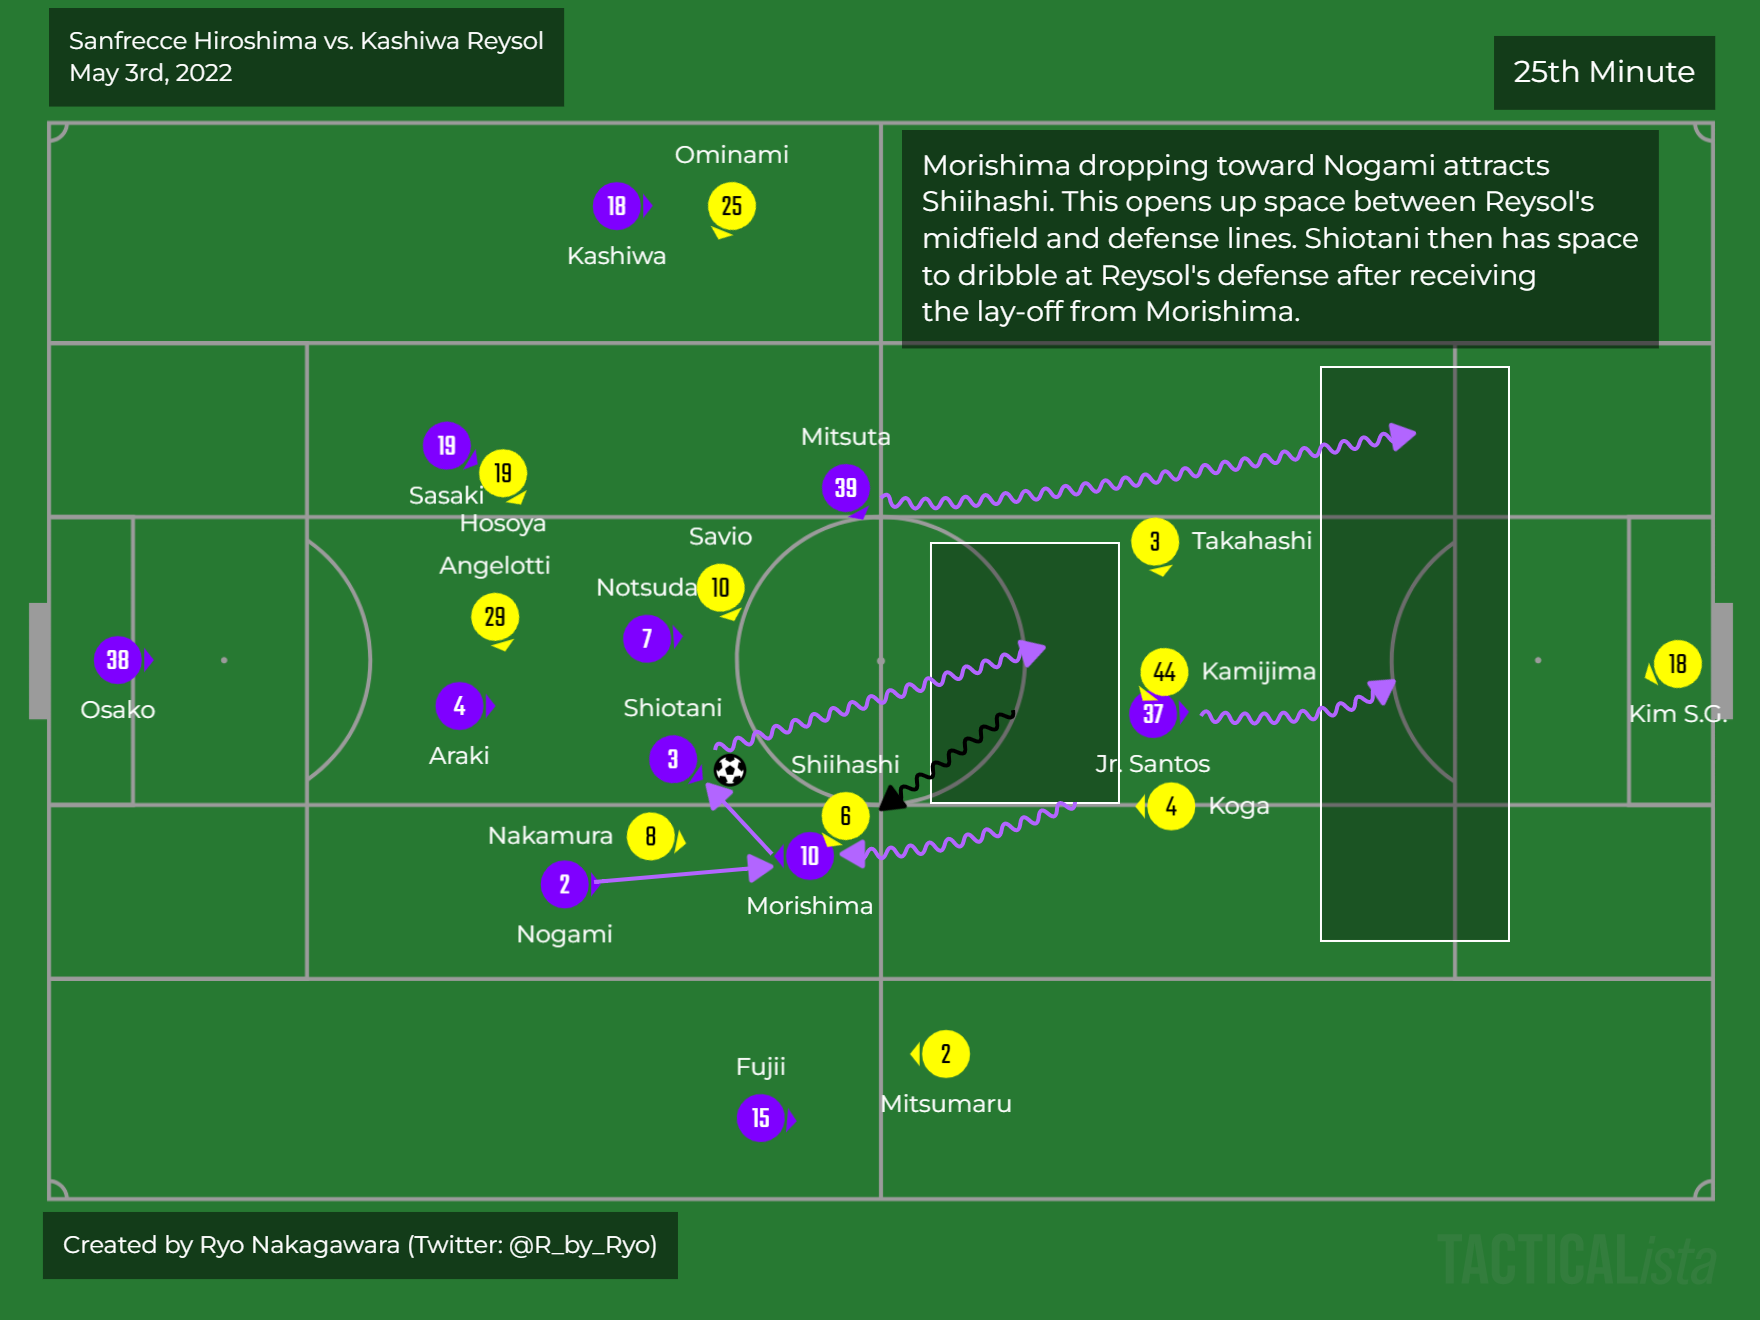 Sanfrecce Hiroshima vs. Kashiwa Reysol
May 3rd, 2022
25th Minute
Morishima dropping toward Nogami attracts
Shiihashi. This opens up space between Reysol's
midfield and defense lines. Shiotani then has space
to dribble at Reysol's defense after receiving
the lay-off from Morishima.
Ominami
18
25
Kashiwa
Mitsuta
19
19
39
Sasaki
Hosoya
Savio
3
Takahashi
Angelotti
Notsuda
10
29
7
38
44
Kamijima
18
Osako
4
Shiotani
37
Kim S.G.
Araki
3
Shiihashi
Jr. Santos
6
4
Koga
Nakamura
8
10
2
Morishima
Nogami
2
Fujii
Mitsumaru
15
Created by Ryo Nakagawara (Twitter: @R_by_Ryo)
TACTICALista